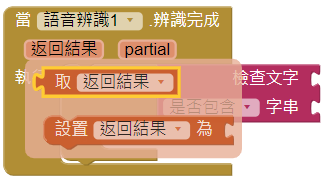 當 語音辨識1 .辨識完成
返回結果 partial
執
取 返回結果 檢查文字
是否包含 字串
設置 返回結果 為